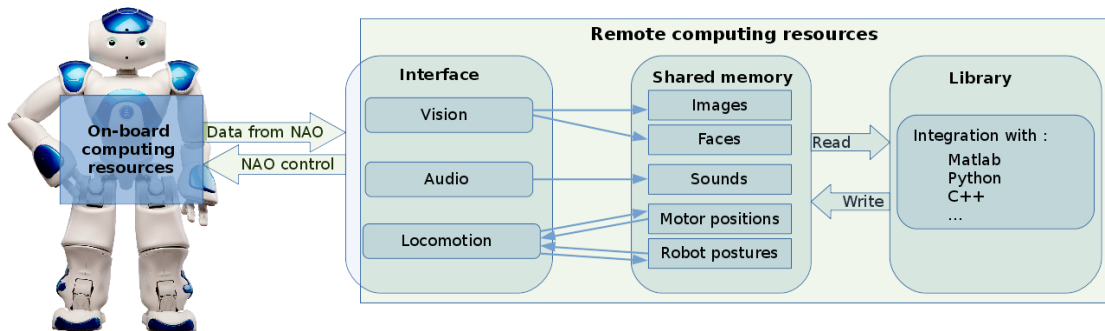 Remote computing resources
Interface
Shared memory
Library
Vision
Audio
Locomotion
Images
Faces
Sounds
Motor positions
Robot postures
On-board
computing
resources
Data from NAO
NAO control
Read
Write
Integration with :
Matlab
Python
C++
...